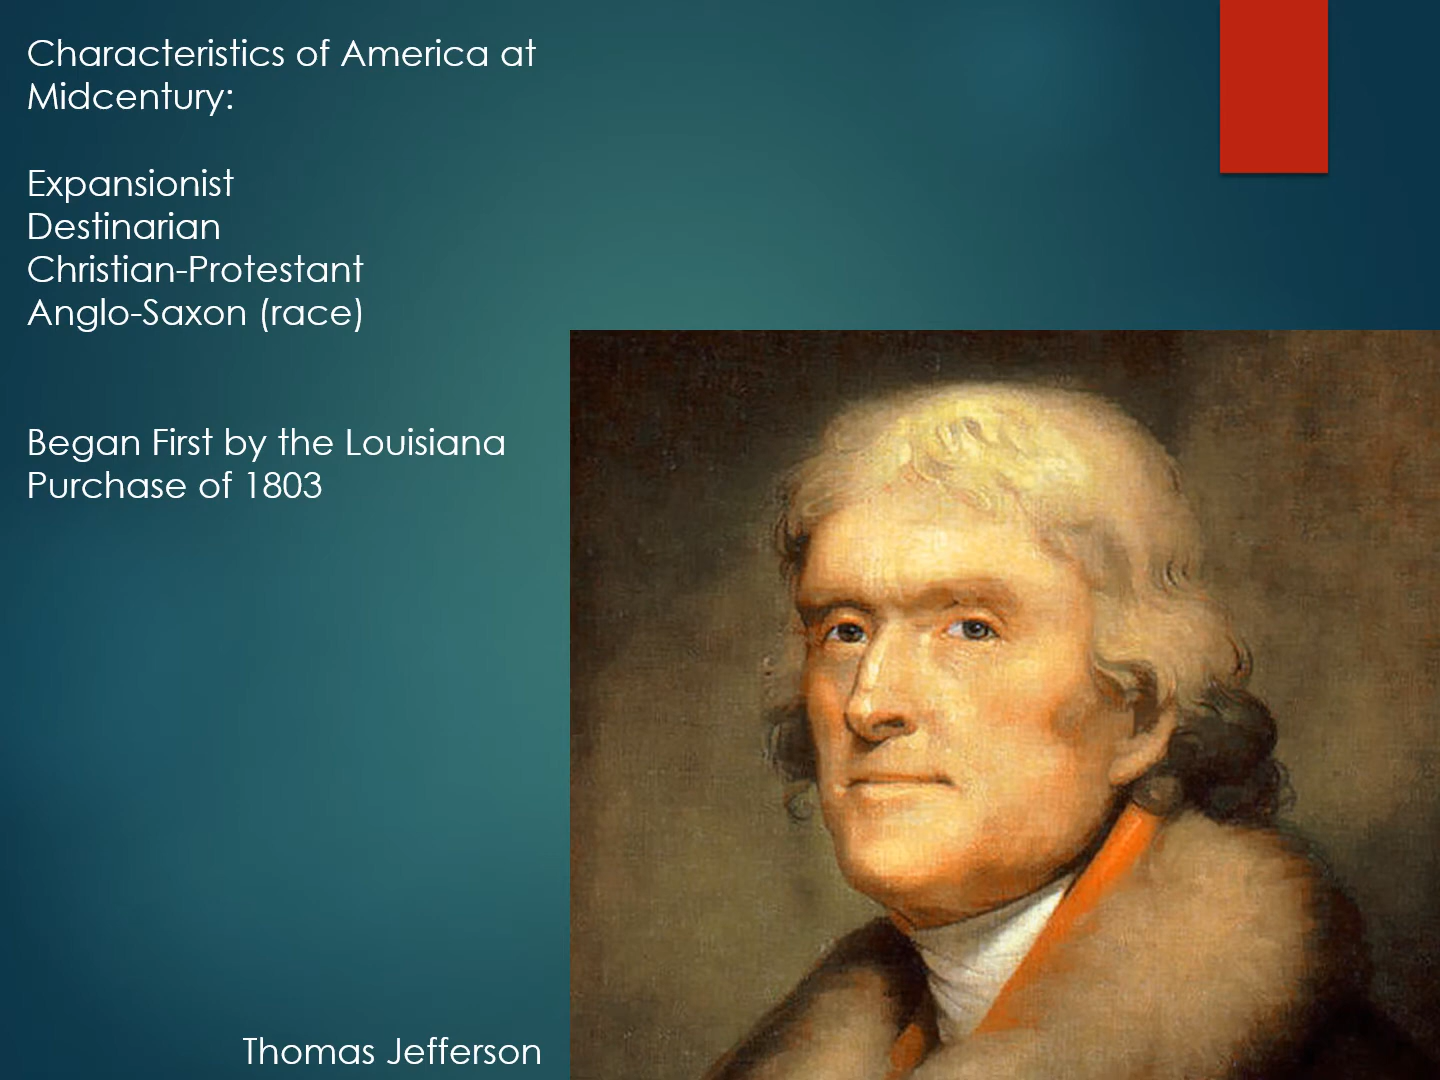 Characteristics of America at
Midcentury:
Expansionist
Destinarian
Christian-Protestant
Anglo-Saxon (race)
Began First by the Louisiana
Purchase of 1803
Thomas Jefferson